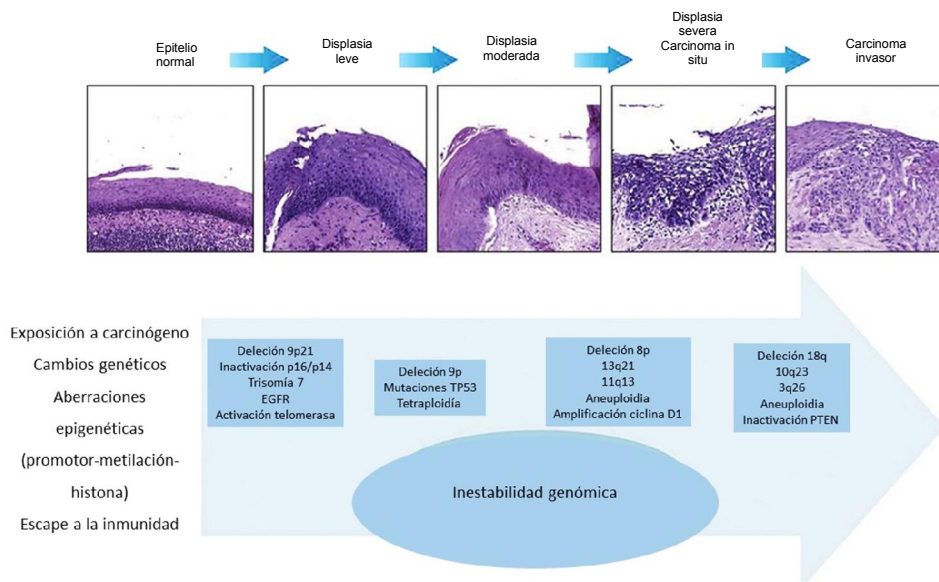 Epitelio
normal
Displasia
leve
Displasia
moderada
Displasia
severa
Carcinoma in
situ
Carcinoma
invasor
Exposición a carcinógeno
Cambios genéticos
Aberraciones
epigenéticas
(promotor-metilación-
histona)
Escape a la inmunidad
Deleción 9p21
Inactivación p16/p14
Trisomía 7
EGFR
Activación telomerasa
Deleción 9p
Mutaciones TP53
Tetraploidía
Deleción 8p
13q21
11q13
Aneuploidia
Amplificación ciclina D1
Deleción 18q
10q23
3q26
Aneuploidia
Inactivación PTEN
Inestabilidad genómica